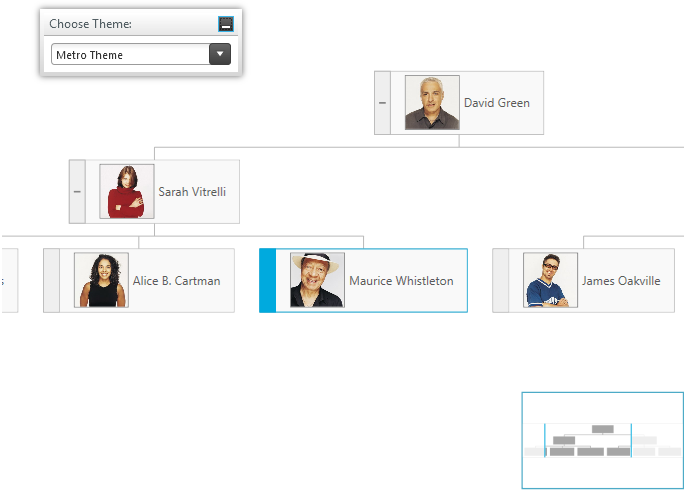 Choose Theme:
Metro Theme
David Green
Sarah Vitrelli
s
Alice B. Cartman
Maurice Whistleton
James Oakville